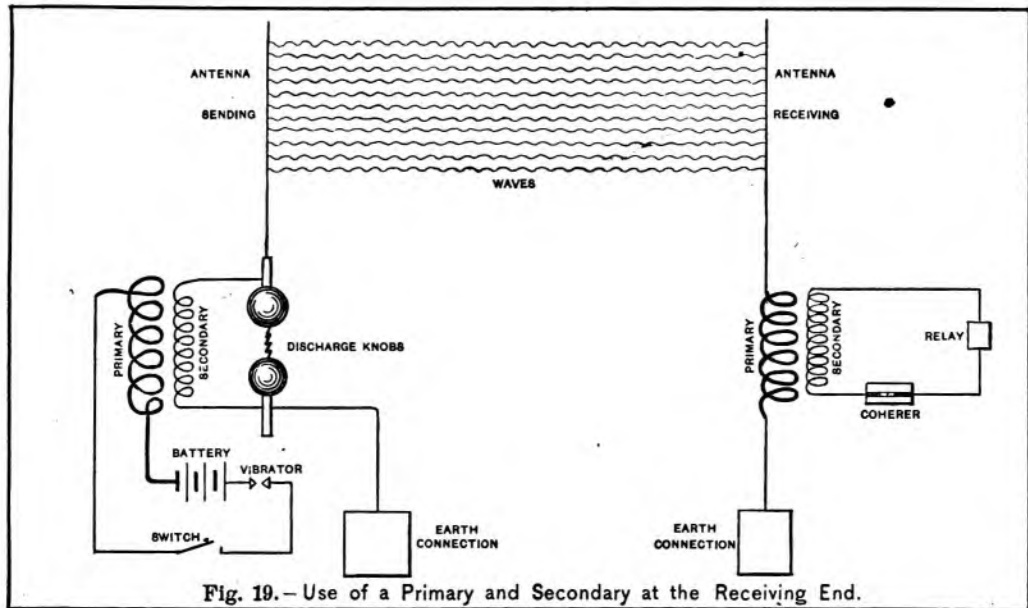 ANTENNA
SENDING
ANTENNA
RECEIVING
WAVES
PRIMARY
SECONDARY
DISCHARGE KNOBS
BATTERY
VIBRATOR
SWITCH
EARTH
CONNECTION
PRIMARY
SECONDARY
RELAY
COHERER
EARTH
CONNECTION
Fig. 19.—Use of a Primary and Secondary at the Receiving End.